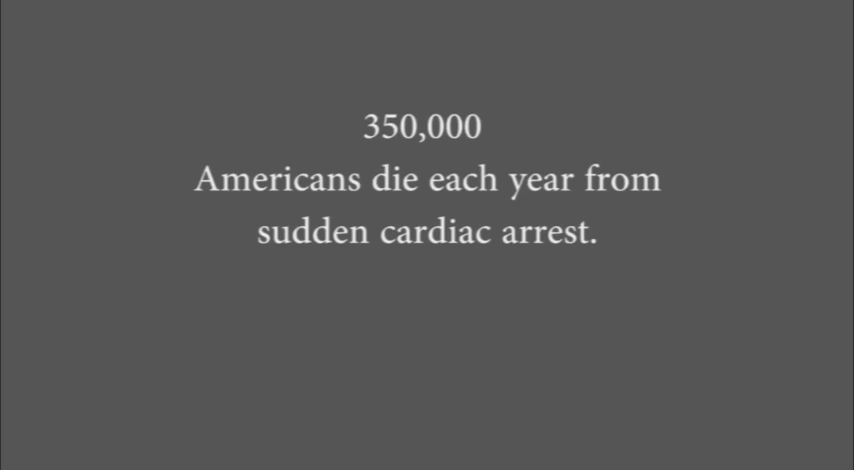 350,000
Americans die each year from
sudden cardiac arrest.